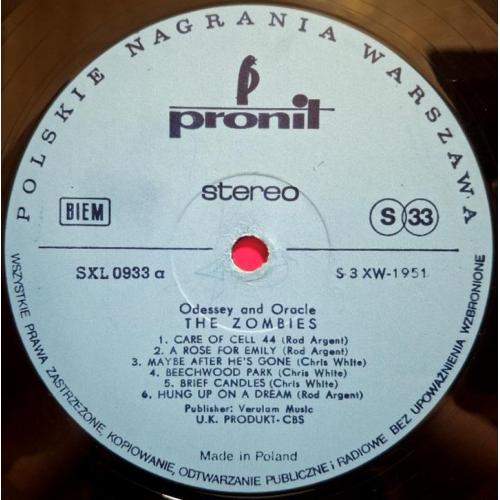 POLSKIE NAGRANIA WARSZAWA
pronit
stereo
BIEM
S 33
SXL 0933 a
S-3 XW-1951
Odessey and Oracle
THE ZOMBIES
1. CARE OF CELL 44 (Rod Argent)
2. A ROSE FOR EMILY (Rod Argent)
3. MAYBE AFTER HE'S GONE (Chris White)
4. BEECHWOOD PARK (Chris White)
5. BRIEF CANDLES (Chris White)
6. HUNG UP ON A DREAM (Rod Argent)
Publisher: Verulam Music
U.K. PRODUKT-CBS
Made in Poland
WSZYSTKIE PRAWA ZASTRZEŻONE, KOPIOWANIE, ODTWARZANIE PUBLICZNE i RADIOWE BEZ UPOWAŻNIENIA WZBRONIONE